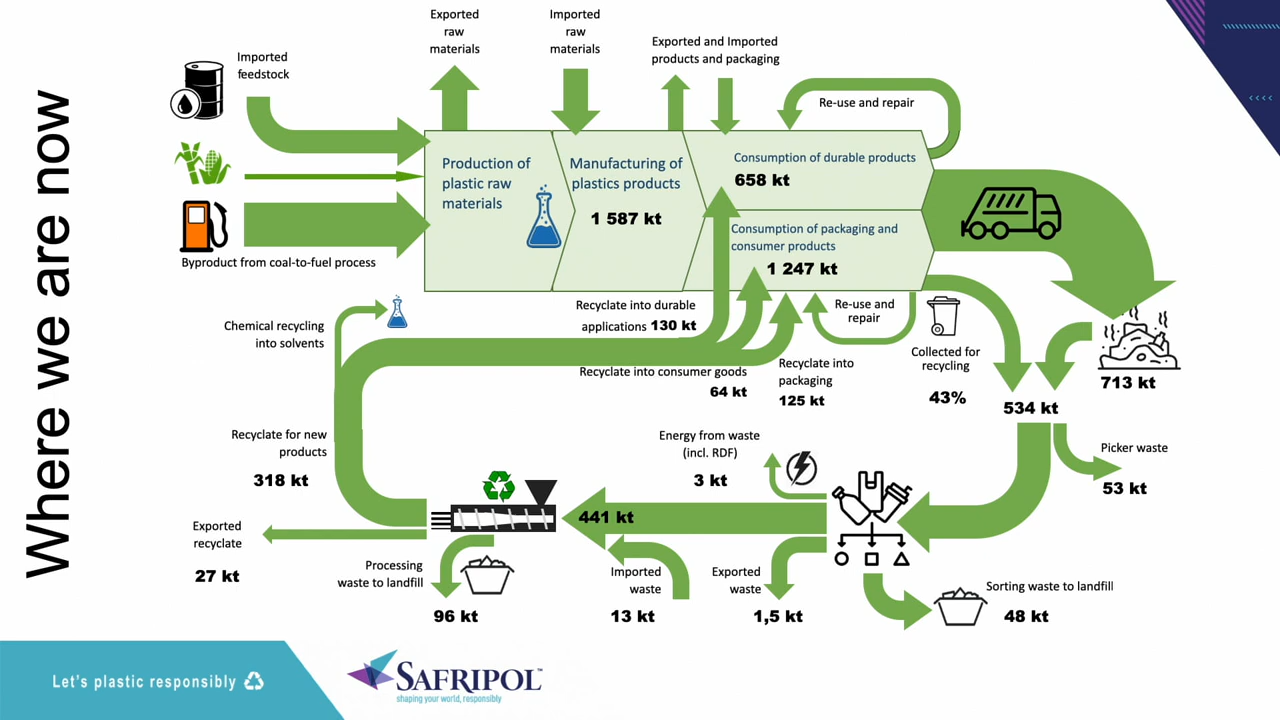 Where we are now
Exported
raw
materials
Imported
raw
materials
Exported and Imported
products and packaging
Imported
feedstock
Re-use and repair
Production of
plastic raw
materials
Manufacturing of
plastics products
1 587 kt
Consumption of durable products
658 kt
Consumption of packaging and
consumer products
1 247 kt
Byproduct from coal-to-fuel process
Chemical recycling
into solvents
Recyclate into durable
applications 130 kt
Re-use and
repair
Recyclate into consumer goods
64 kt
Recyclate into
packaging
125 kt
Collected for
recycling
43%
713 kt
534 kt
Picker waste
53 kt
Recyclate for new
products
318 kt
Energy from waste
(incl. RDF)
3 kt
441 kt
Exported
recyclate
27 kt
Processing
waste to landfill
96 kt
Imported
waste
13 kt
Exported
waste
1,5 kt
Sorting waste to landfill
48 kt
Let's plastic responsibly
SAFRIPOL™
shaping your world, responsibly